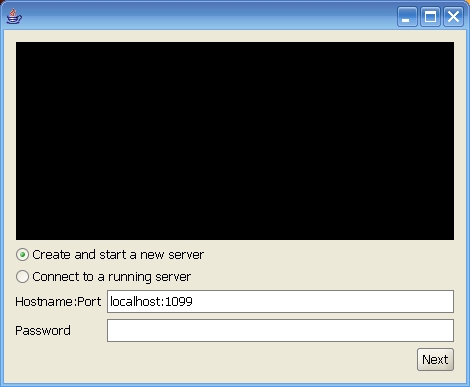 Create and start a new server
Connect to a running server
Hostname:Port localhost:1099
Password
Next